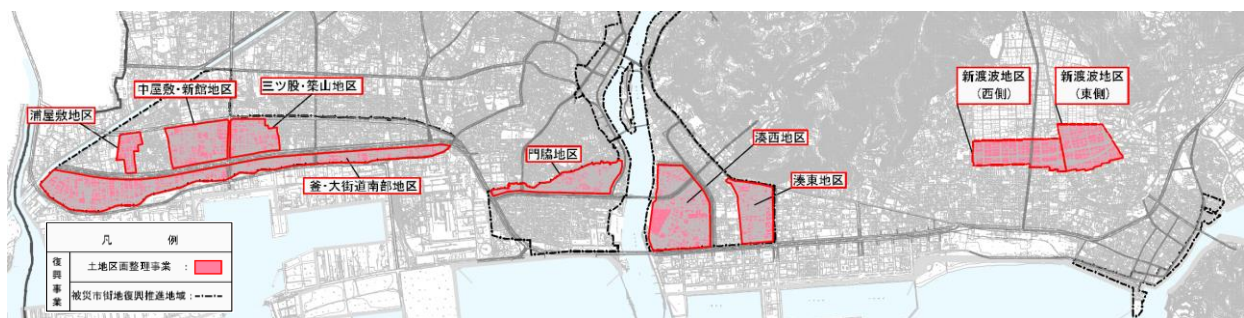 浦屋敷地区
中屋敷・新館地区
三ツ股・築山地区
釜・大街道南部地区
門脇地区
湊西地区
湊東地区
新渡波地区
(西側)
新渡波地区
(東側)
凡 例
復興事業
土地区画整理事業 :
被災市街地復興推進地域: